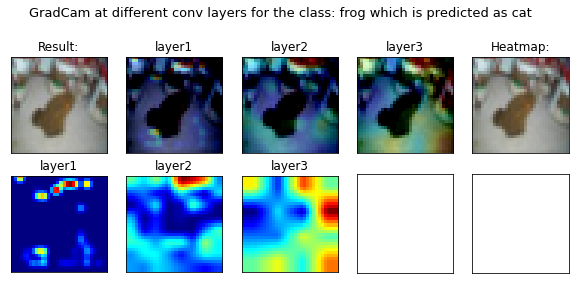 GradCam at different conv layers for the class: frog which is predicted as cat
Result: layer1 layer2 layer3 Heatmap:
layer1 layer2 layer3